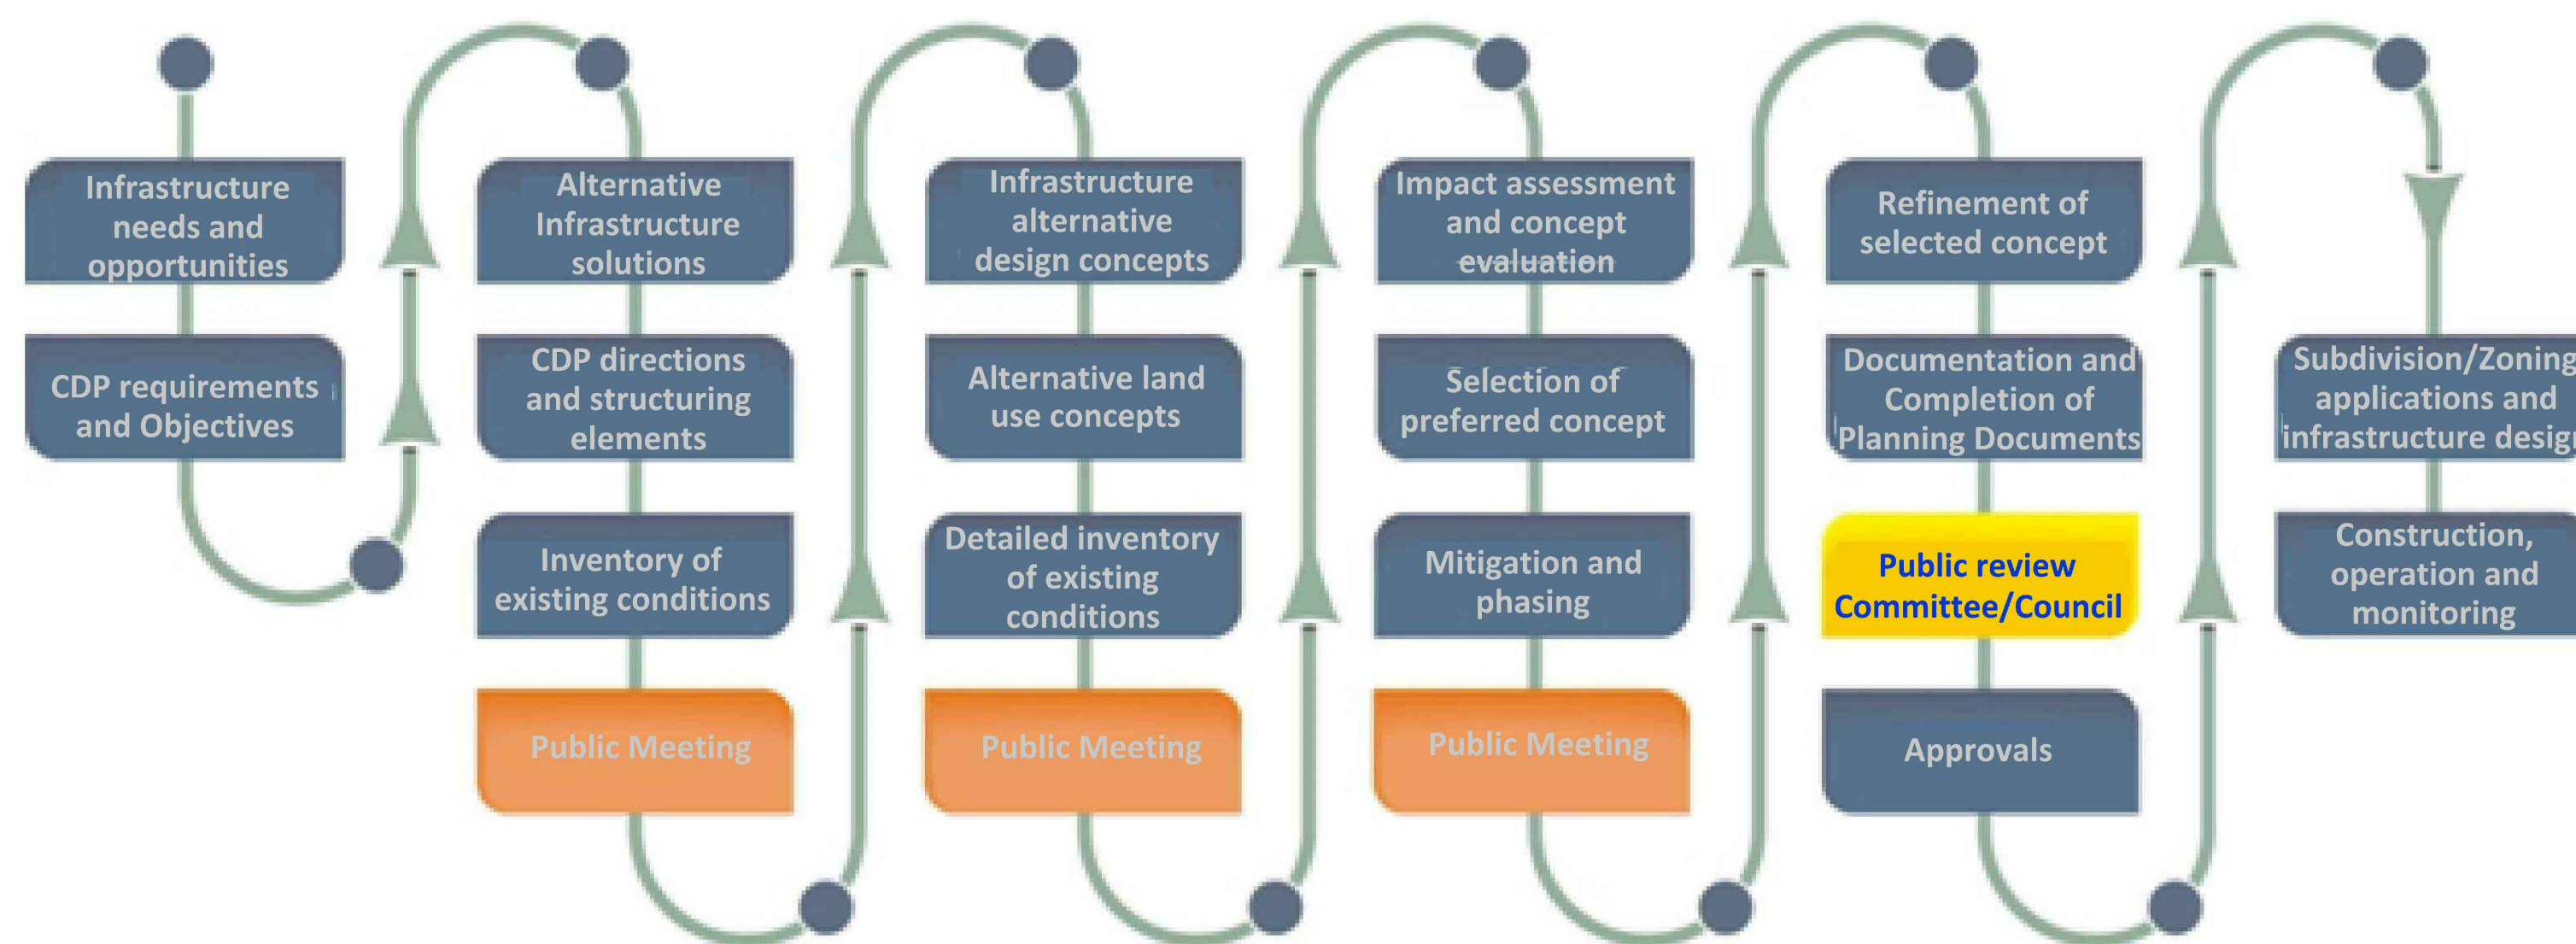 Infrastructure
needs and
opportunities
CDP requirements
and Objectives
Alternative
Infrastructure
solutions
CDP directions
and structuring
elements
Inventory of
existing conditions
Public Meeting
Infrastructure
alternative
design concepts
Alternative land
use concepts
Detailed inventory
of existing
conditions
Public Meeting
Impact assessment
and concept
evaluation
Selection of
preferred concept
Mitigation and
phasing
Public Meeting
Refinement of
selected concept
Documentation and
Completion of
Planning Documents
Public review
Committee/Council
Approvals
Subdivision/Zoning
applications and
infrastructure design
Construction,
operation and
monitoring